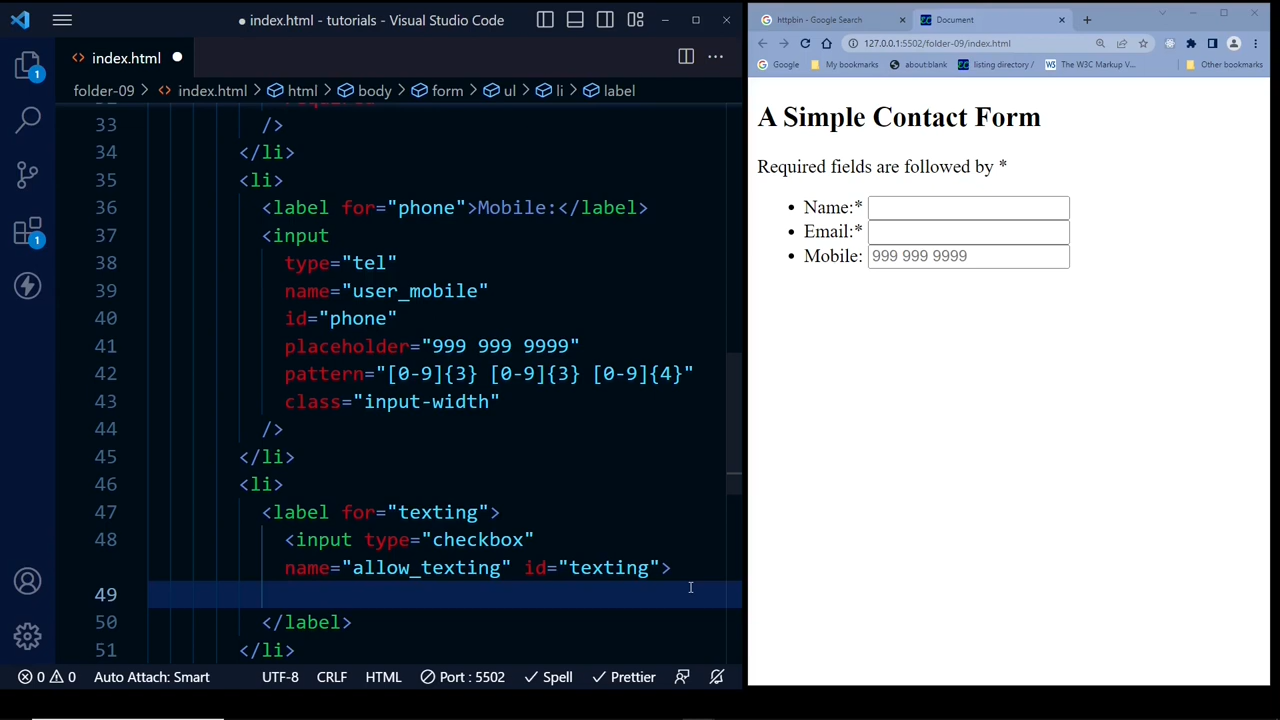 ● index.html - tutorials - Visual Studio Code
index.html
folder-09 > index.html > html > body > form > ul > li > label
33 />
34 </li>
35 <li>
36 <label for="phone">Mobile:</label>
37 <input
38 type="tel"
39 name="user_mobile"
40 id="phone"
41 placeholder="999 999 9999"
42 pattern="[0-9]{3} [0-9]{3} [0-9]{4}"
43 class="input-width"
44 />
45 </li>
46 <li>
47 <label for="texting">
48 <input type="checkbox"
name="allow_texting" id="texting">
49
50 </label>
51 </li>
1
1
0 0 Auto Attach: Smart UTF-8 CRLF HTML Port : 5502 Spell Prettier
httpbin - Google Search Document
127.0.0.1:5502/folder-09/index.html
Google My bookmarks about:blank listing directory / The W3C Markup V... Other bookmarks
A Simple Contact Form
Required fields are followed by *
• Name:*
• Email:*
• Mobile: 999 999 9999